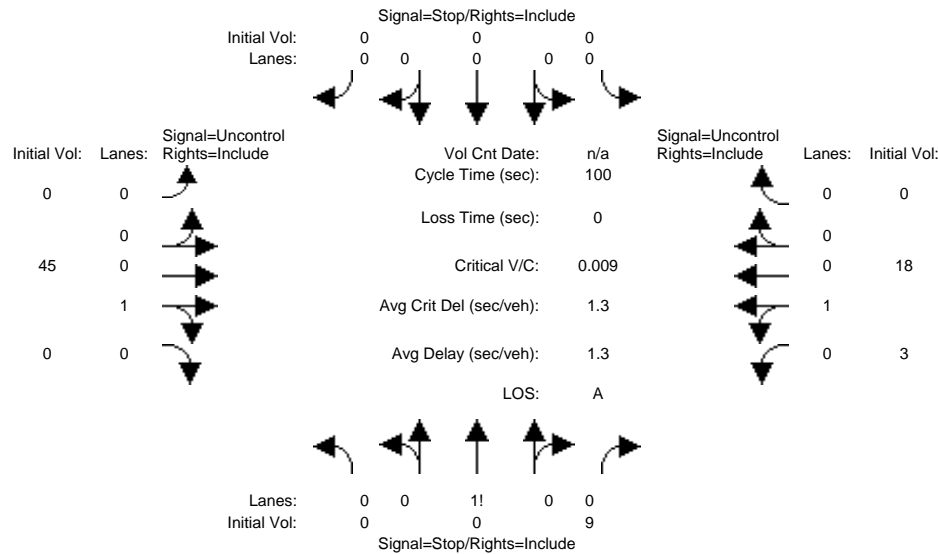 Signal=Stop/Rights=Include
Initial Vol: 0 0 0
Lanes: 0 0 0 0 0
Signal=Uncontrol
Rights=Include
Initial Vol: Lanes:
0 0
0
45 0
1
0 0
Vol Cnt Date: n/a
Cycle Time (sec): 100
Loss Time (sec): 0
Critical V/C: 0.009
Avg Crit Del (sec/veh): 1.3
Avg Delay (sec/veh): 1.3
LOS: A
Signal=Uncontrol
Rights=Include
Lanes: Initial Vol:
0 0
0
0 18
1
0 3
Lanes: 0 0 1! 0 0
Initial Vol: 0 0 9
Signal=Stop/Rights=Include